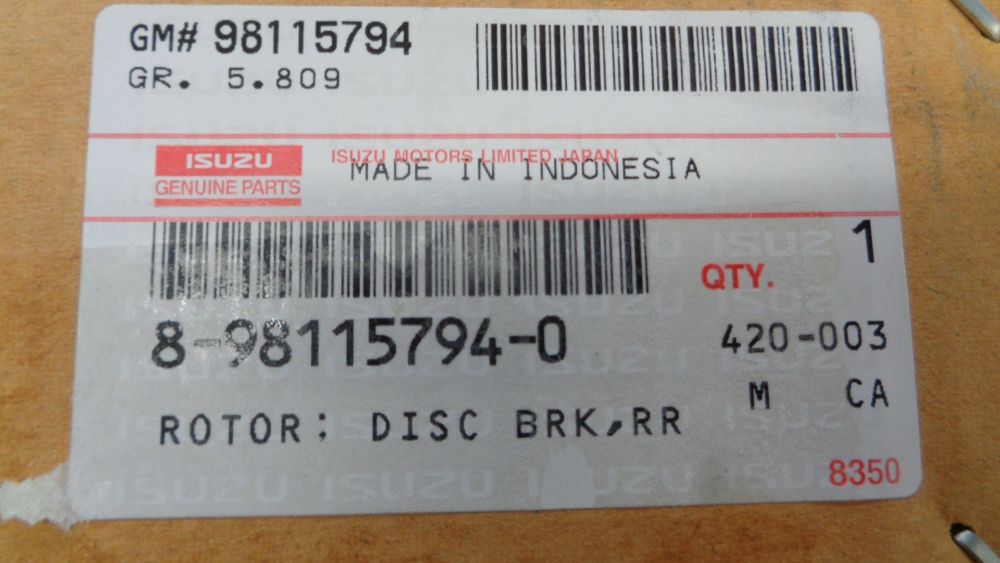 GM# 98115794
GR. 5.809
ISUZU
GENUINE PARTS
ISUZU MOTORS LIMITED JAPAN
MADE IN INDONESIA
1
QTY.
8-98115794-0
420-003
M CA
ROTOR; DISC BRK,RR
8350